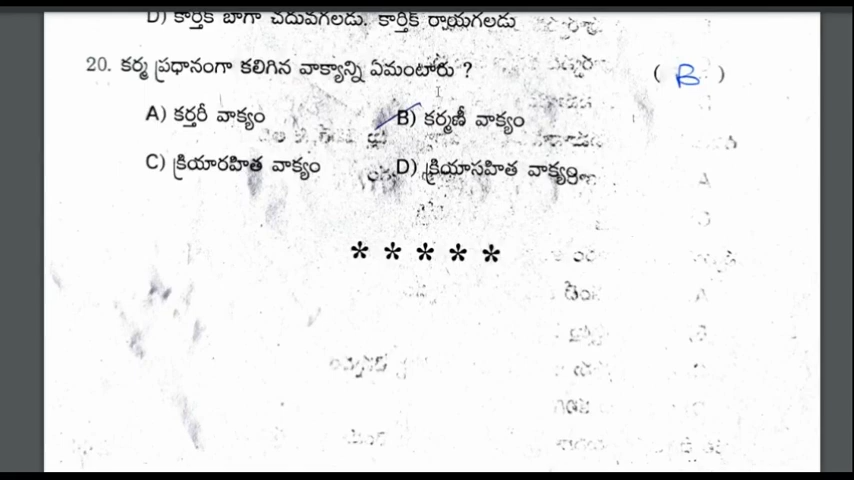 D) కార్తిక్ బాగా చదువగలడు. కార్తిక్ రాయగలడు
20. కర్మ ప్రధానంగా కలిగిన వాక్యాన్ని ఏమంటారు ? ( B )
A) కర్తరీ వాక్యం B) కర్మణీ వాక్యం
C) క్రియారహిత వాక్యం D) క్రియాసహిత వాక్యం
* * * * *